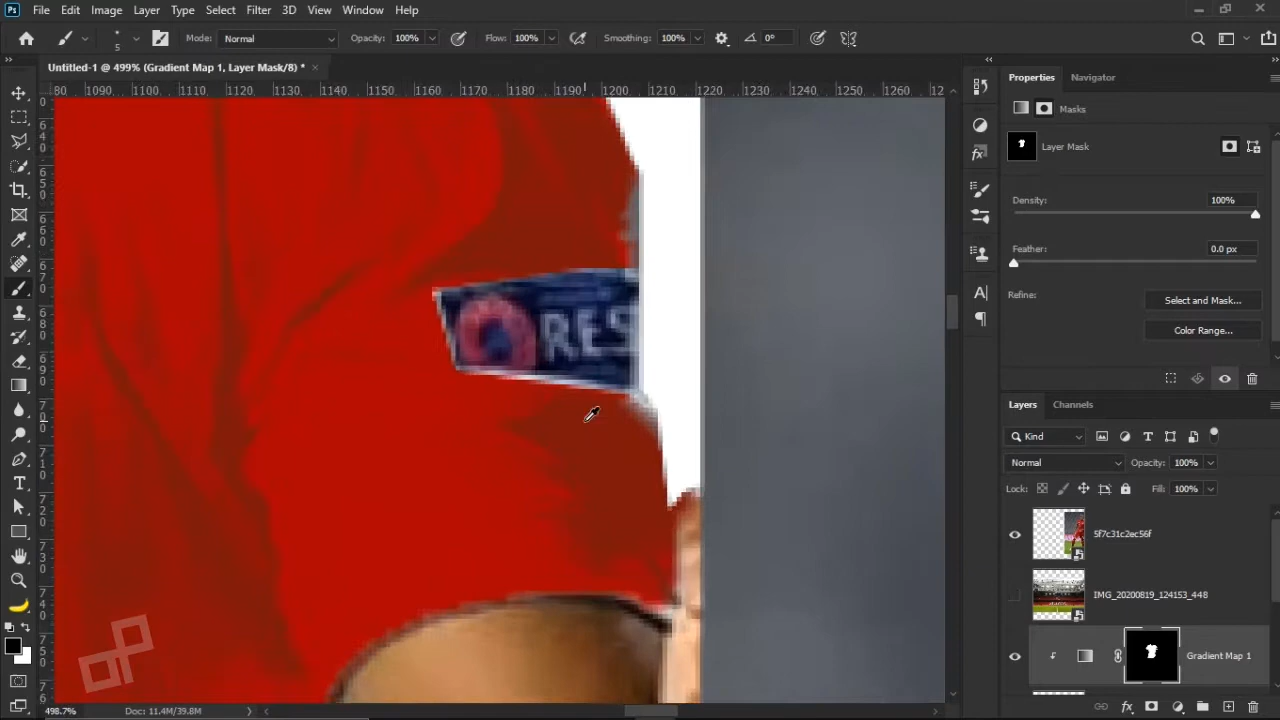 Ps File Edit Image Layer Type Select Filter 3D View Window Help
5 Mode: Normal Opacity: 100% Flow: 100% Smoothing: 100% 0°
Untitled-1 @ 499% (Gradient Map 1, Layer Mask/8) * ×
80 1090 1100 1110 1120 1130 1140 1150 1160 1170 1180 1190 1200 1210 1220 1230 1240 1250 1260 12
RES
Properties Navigator
Masks
Layer Mask
Density: 100%
Feather: 0.0 px
Refine: Select and Mask...
Color Range...
Layers Channels
Kind
Normal Opacity: 100%
Lock: Fill: 100%
5f7c31c2ec56f
IMG_20200819_124153_448
Gradient Map 1
498.7% Doc: 11.4M/39.8M